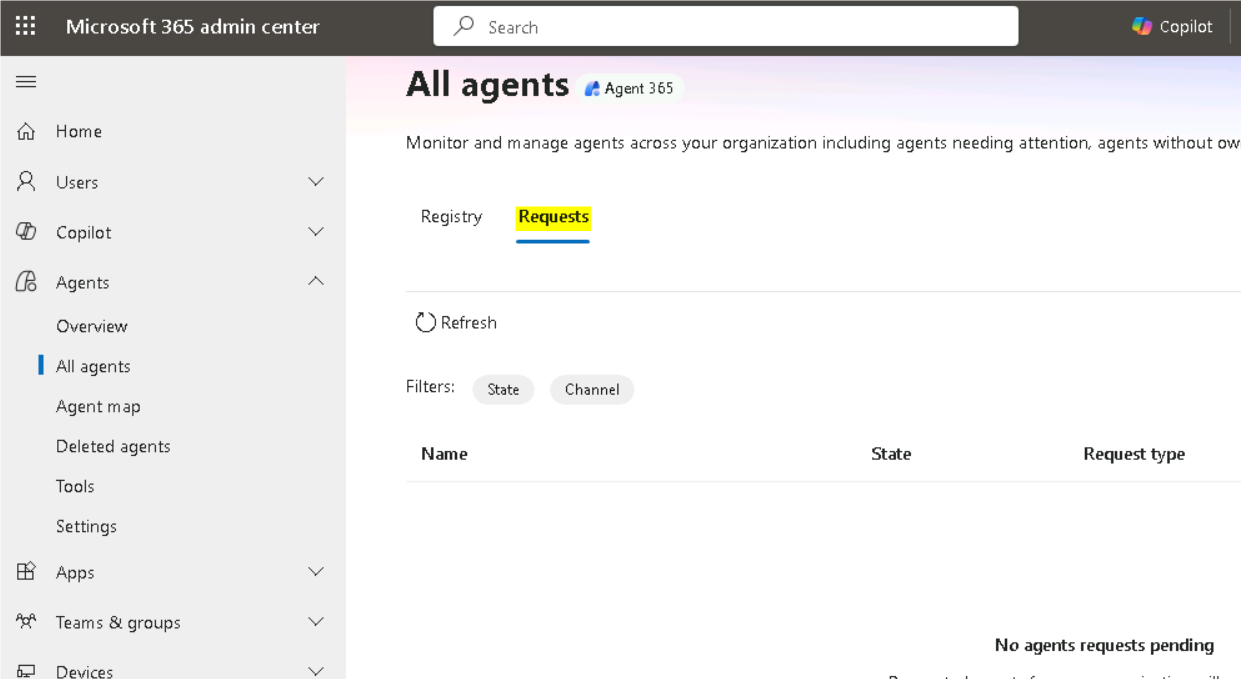 Microsoft 365 admin center
Search
Copilot
Home
Users
Copilot
Agents
Overview
All agents
Agent map
Deleted agents
Tools
Settings
Apps
Teams & groups
Devices
All agents Agent 365
Monitor and manage agents across your organization including agents needing attention, agents without ow
Registry Requests
Refresh
Filters: State Channel
Name State Request type
No agents requests pending